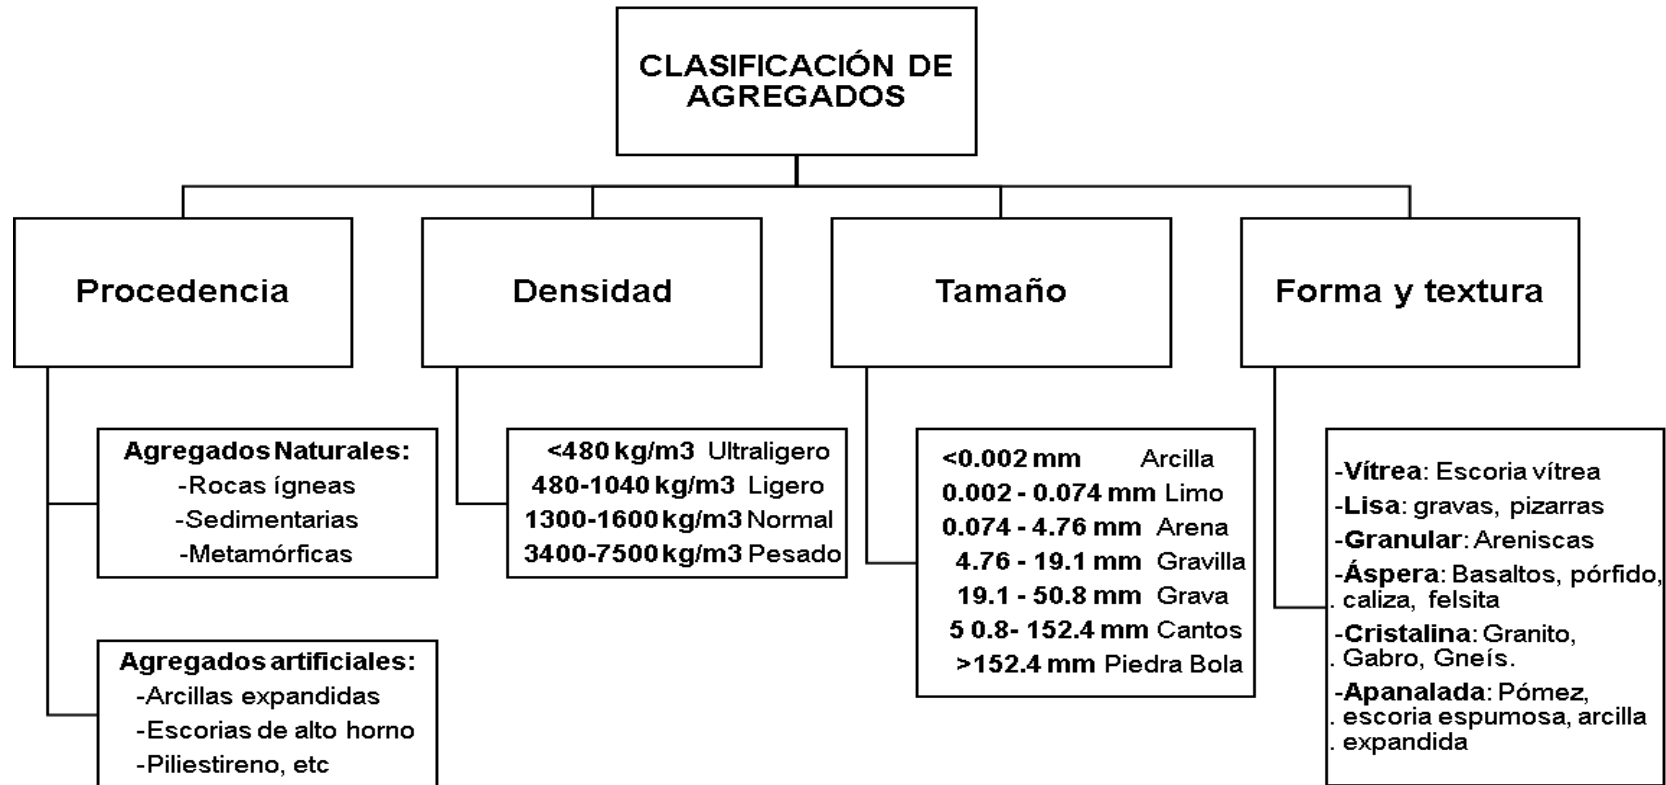 CLASIFICACIÓN DE
AGREGADOS
Procedencia
Agregados Naturales:
-Rocas ígneas
-Sedimentarias
-Metamórficas
Agregados artificiales:
-Arcillas expandidas
-Escorias de alto horno
-Piliestireno, etc
Densidad
<480 kg/m3 Ultraligero
480-1040 kg/m3 Ligero
1300-1600 kg/m3 Normal
3400-7500 kg/m3 Pesado
Tamaño
<0.002 mm Arcilla
0.002 - 0.074 mm Limo
0.074 - 4.76 mm Arena
4.76 - 19.1 mm Gravilla
19.1 - 50.8 mm Grava
5 0.8- 152.4 mm Cantos
>152.4 mm Piedra Bola
Forma y textura
-Vítrea: Escoria vítrea
-Lisa: gravas, pizarras
-Granular: Areniscas
-Áspera: Basaltos, pórfido,
. caliza, felsita
-Cristalina: Granito,
. Gabro, Gneís.
-Apanalada: Pómez,
. escoria espumosa, arcilla
. expandida